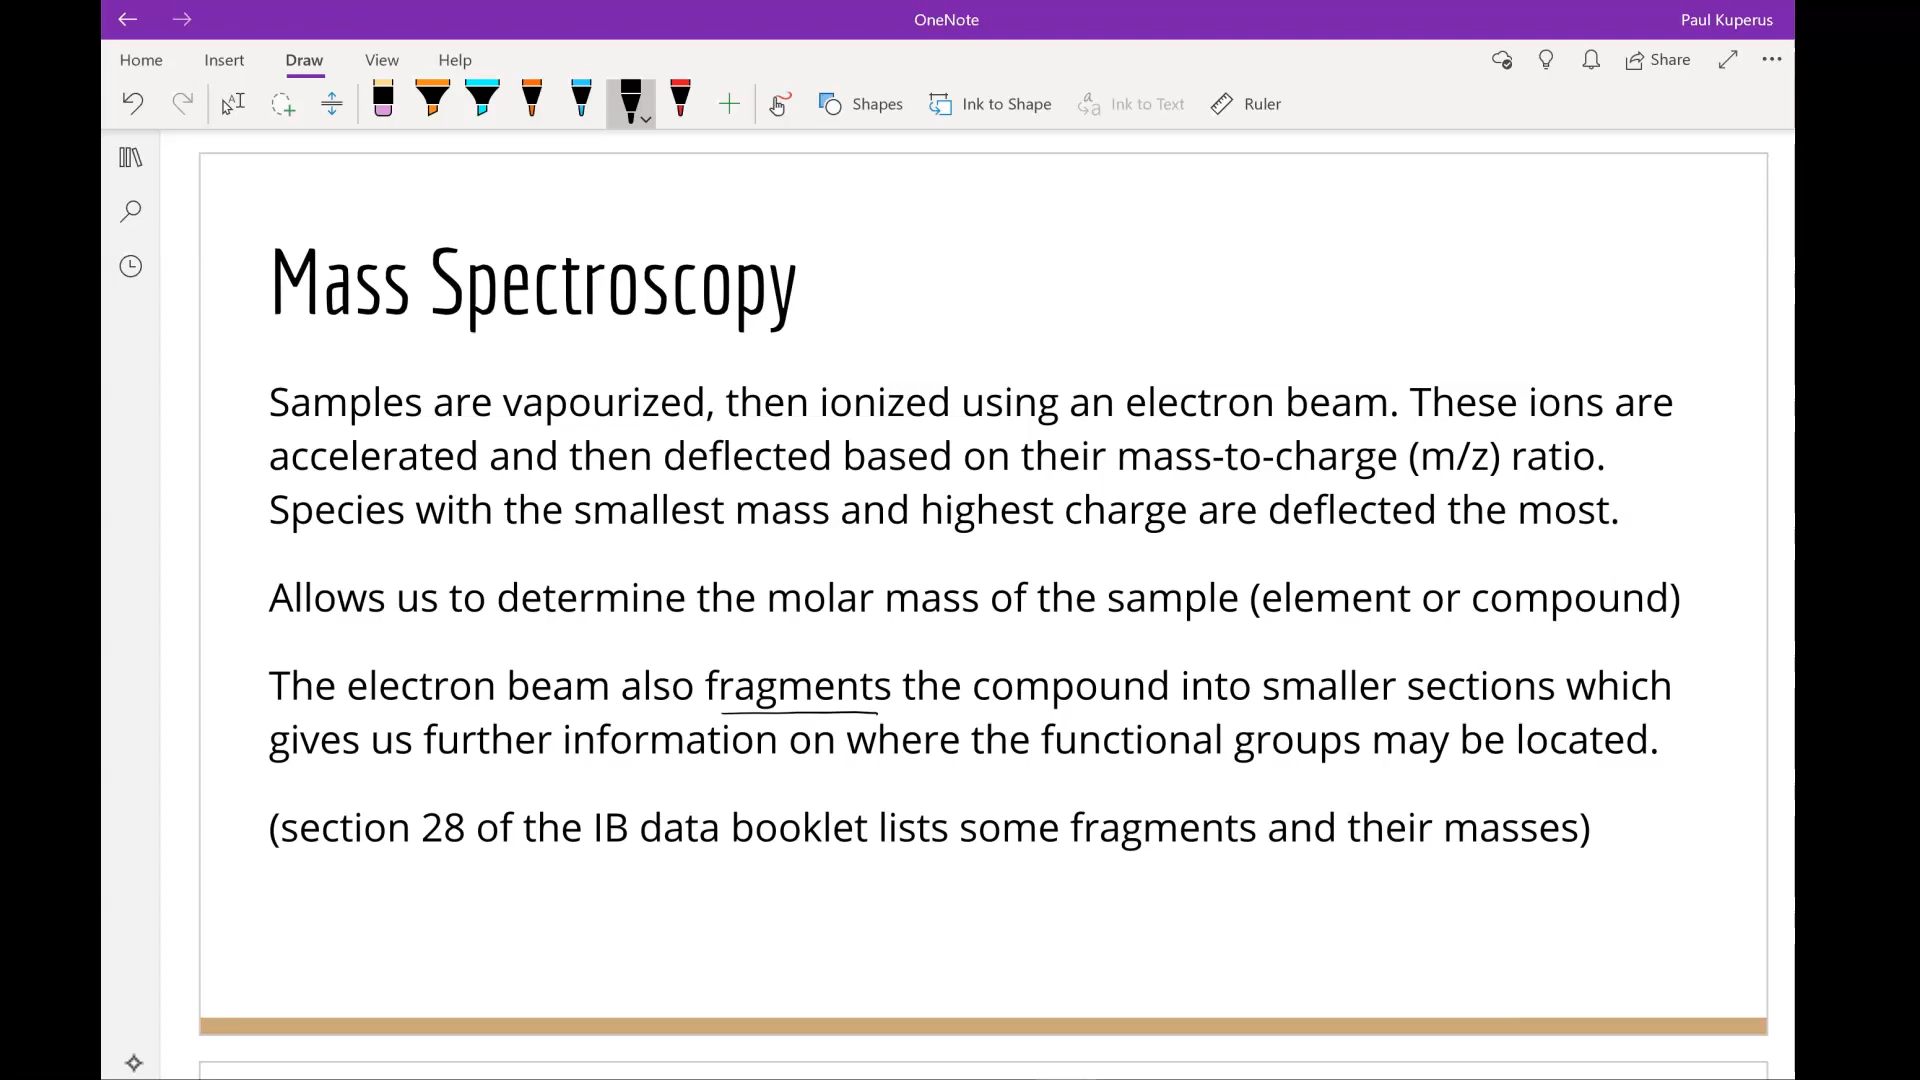 OneNote
Paul Kuperus
Home Insert Draw View Help
Share
Shapes Ink to Shape Ink to Text Ruler
Mass Spectroscopy
Samples are vapourized, then ionized using an electron beam. These ions are
accelerated and then deflected based on their mass-to-charge (m/z) ratio.
Species with the smallest mass and highest charge are deflected the most.
Allows us to determine the molar mass of the sample (element or compound)
The electron beam also fragments the compound into smaller sections which
gives us further information on where the functional groups may be located.
(section 28 of the IB data booklet lists some fragments and their masses)